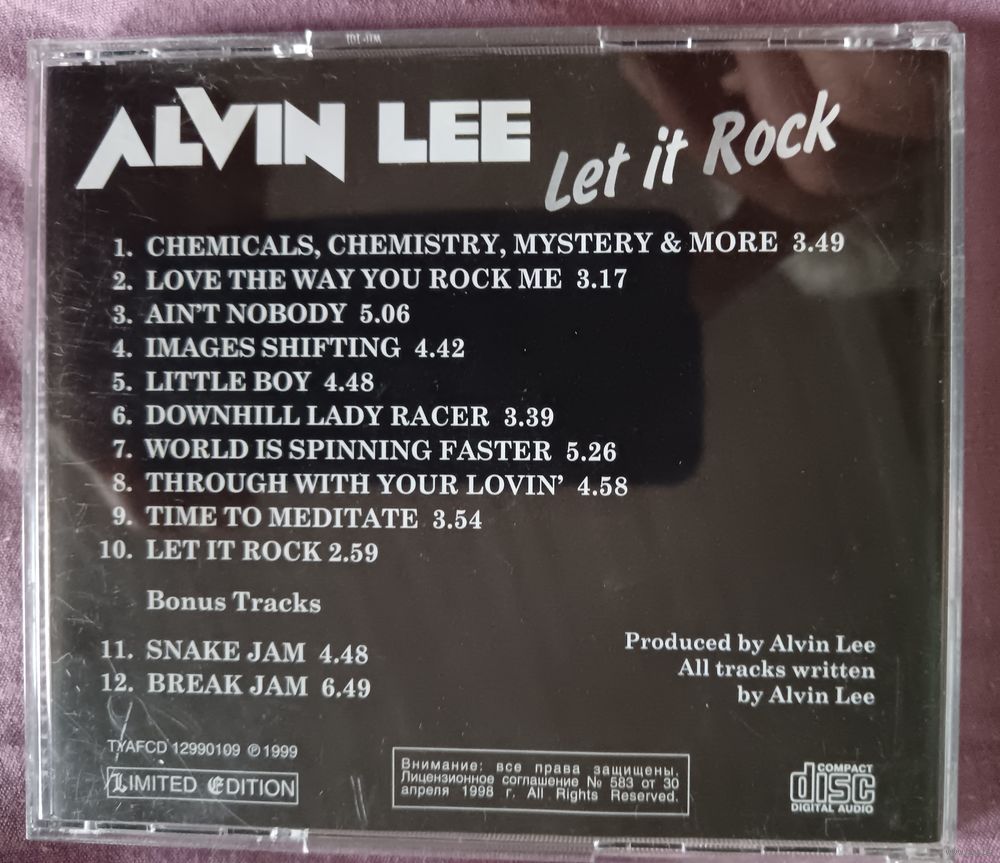 ALVIN LEE
Let it Rock
1. CHEMICALS, CHEMISTRY, MYSTERY & MORE 3.49
2. LOVE THE WAY YOU ROCK ME 3.17
3. AIN'T NOBODY 5.06
4. IMAGES SHIFTING 4.42
5. LITTLE BOY 4.48
6. DOWNHILL LADY RACER 3.39
7. WORLD IS SPINNING FASTER 5.26
8. THROUGH WITH YOUR LOVIN' 4.58
9. TIME TO MEDITATE 3.54
10. LET IT ROCK 2.59
Bonus Tracks
11. SNAKE JAM 4.48
12. BREAK JAM 6.49
Produced by Alvin Lee
All tracks written
by Alvin Lee
TYAFCD 12990109 ℗ 1999
LIMITED EDITION
Внимание: все права защищены.
Лицензионное соглашение № 583 от 30
апреля 1998 г. All Rights Reserved.
COMPACT
disc
DIGITAL AUDIO